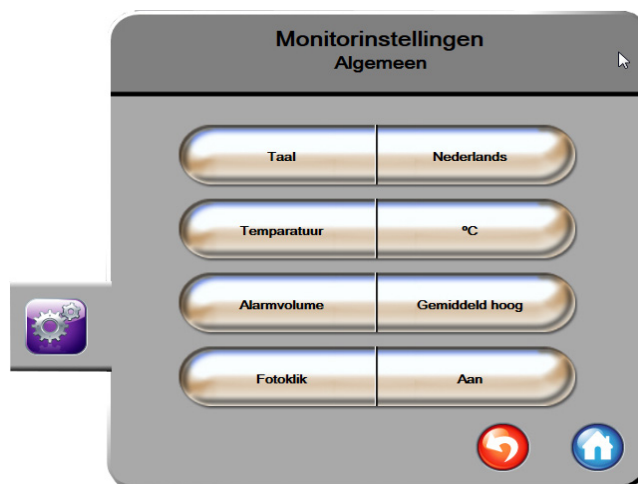 Monitorinstellingen
Algemeen
Taal Nederlands
Temparatuur ºC
Alarmvolume Gemiddeld hoog
Fotoklik Aan